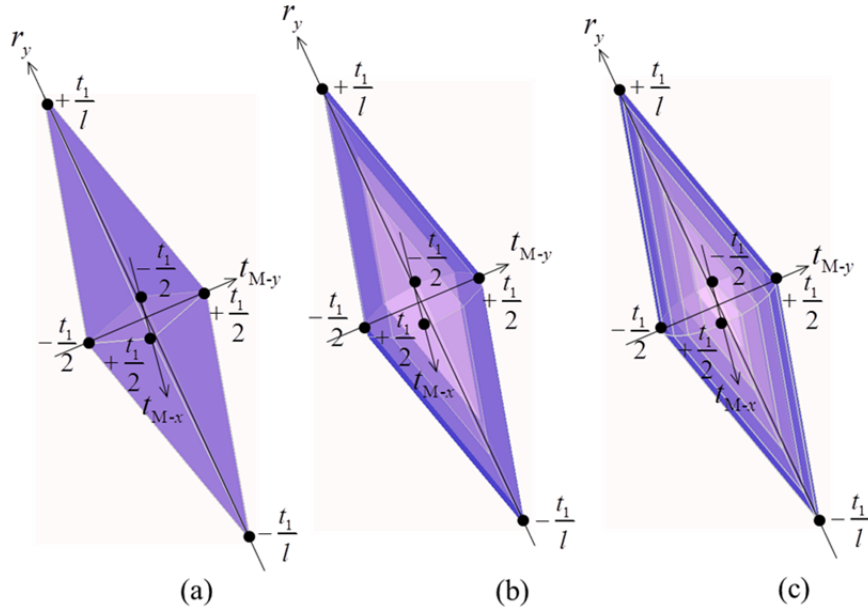 r_y
+ t_1/l
- t_1/2
t_M-y
+ t_1/2
- t_1/2
+ t_1/2
t_M-x
- t_1/l
(a)
r_y
+ t_1/l
- t_1/2
t_M-y
+ t_1/2
- t_1/2
+ t_1/2
t_M-x
- t_1/l
(b)
r_y
+ t_1/l
- t_1/2
t_M-y
+ t_1/2
- t_1/2
+ t_1/2
t_M-x
- t_1/l
(c)